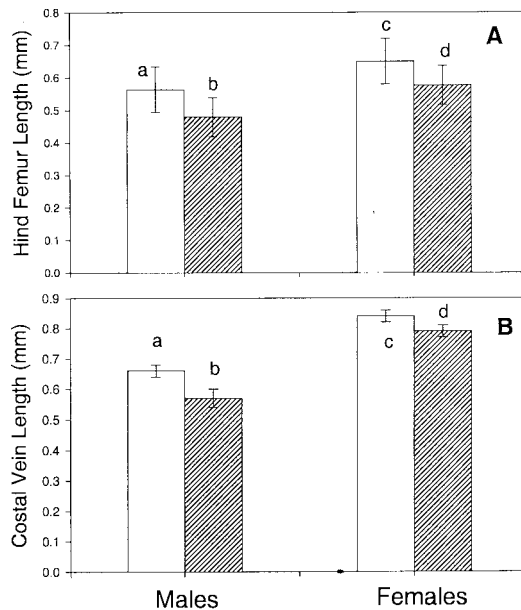 Hind Femur Length (mm)
0.8
0.7
0.6
0.5
0.4
0.3
0.2
0.1
0.0
A
a
b
c
d
Costal Vein Length (mm)
0.9
0.8
0.7
0.6
0.5
0.4
0.3
0.2
0.1
0.0
B
a
b
c
d
Males
Females